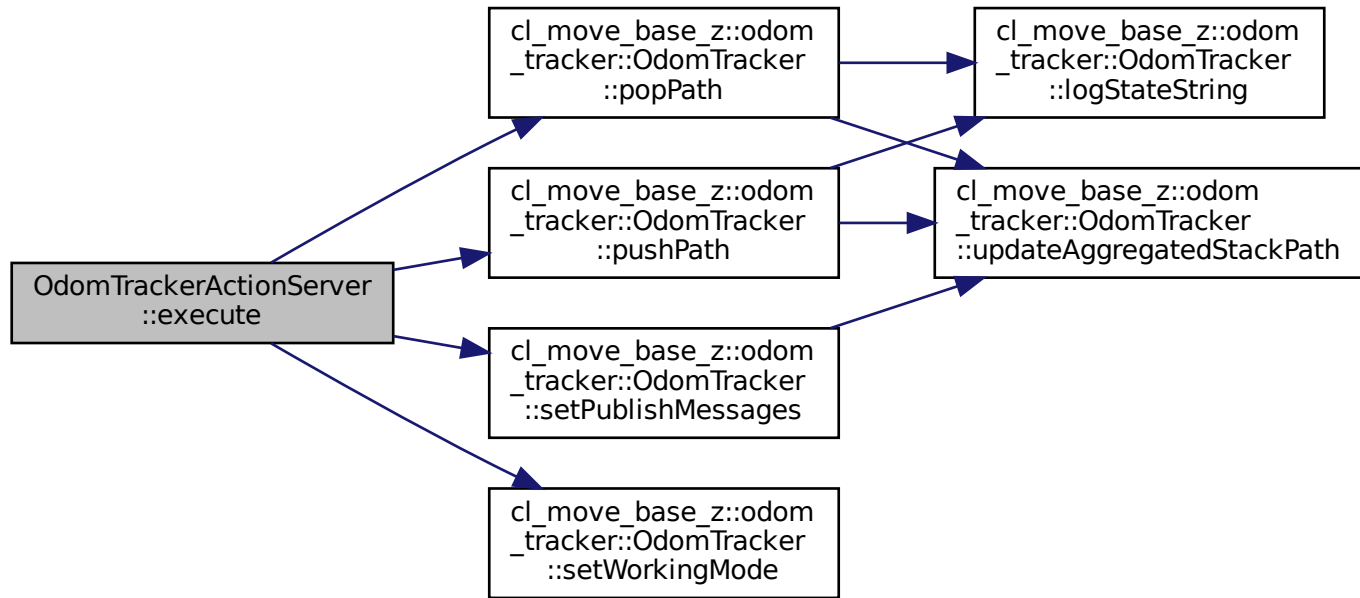 OdomTrackerActionServer
::execute
cl_move_base_z::odom
_tracker::OdomTracker
::popPath
cl_move_base_z::odom
_tracker::OdomTracker
::pushPath
cl_move_base_z::odom
_tracker::OdomTracker
::setPublishMessages
cl_move_base_z::odom
_tracker::OdomTracker
::setWorkingMode
cl_move_base_z::odom
_tracker::OdomTracker
::logStateString
cl_move_base_z::odom
_tracker::OdomTracker
::updateAggregatedStackPath